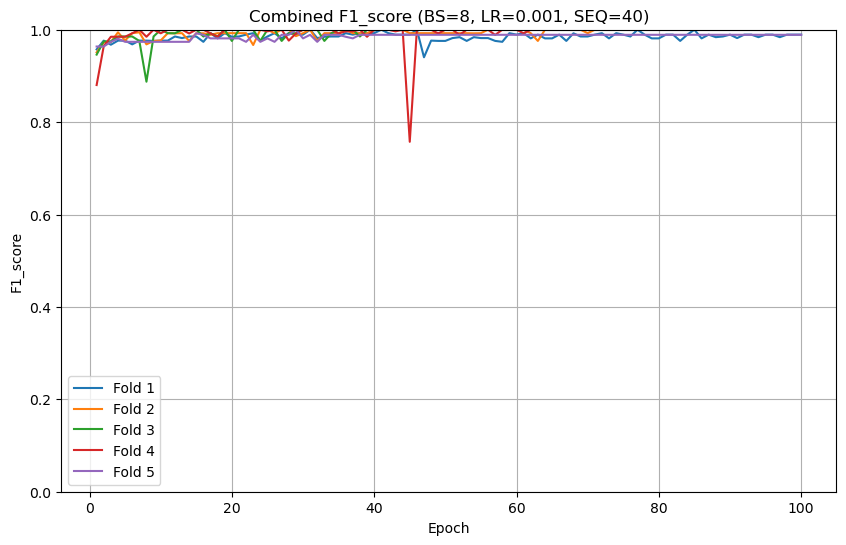 Combined F1_score (BS=8, LR=0.001, SEQ=40)
1.0
0.8
0.6
0.4
0.2
0.0
F1_score
Fold 1
Fold 2
Fold 3
Fold 4
Fold 5
0 20 40 60 80 100
Epoch